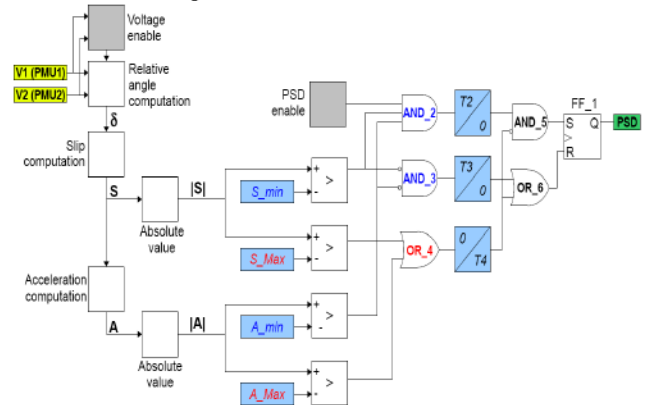 Voltage
enable
V1 (PMU1)
V2 (PMU2)
Relative
angle
computation
δ
Slip
computation
S
|S|
Absolute
value
Acceleration
computation
A
|A|
Absolute
value
PSD
enable
S_min
S_Max
A_min
A_Max
+
-
>
+
-
>
+
-
>
+
-
>
AND_2
AND_3
OR_4
T2
0
T3
0
0
T4
AND_5
OR_6
FF_1
S Q
R
PSD